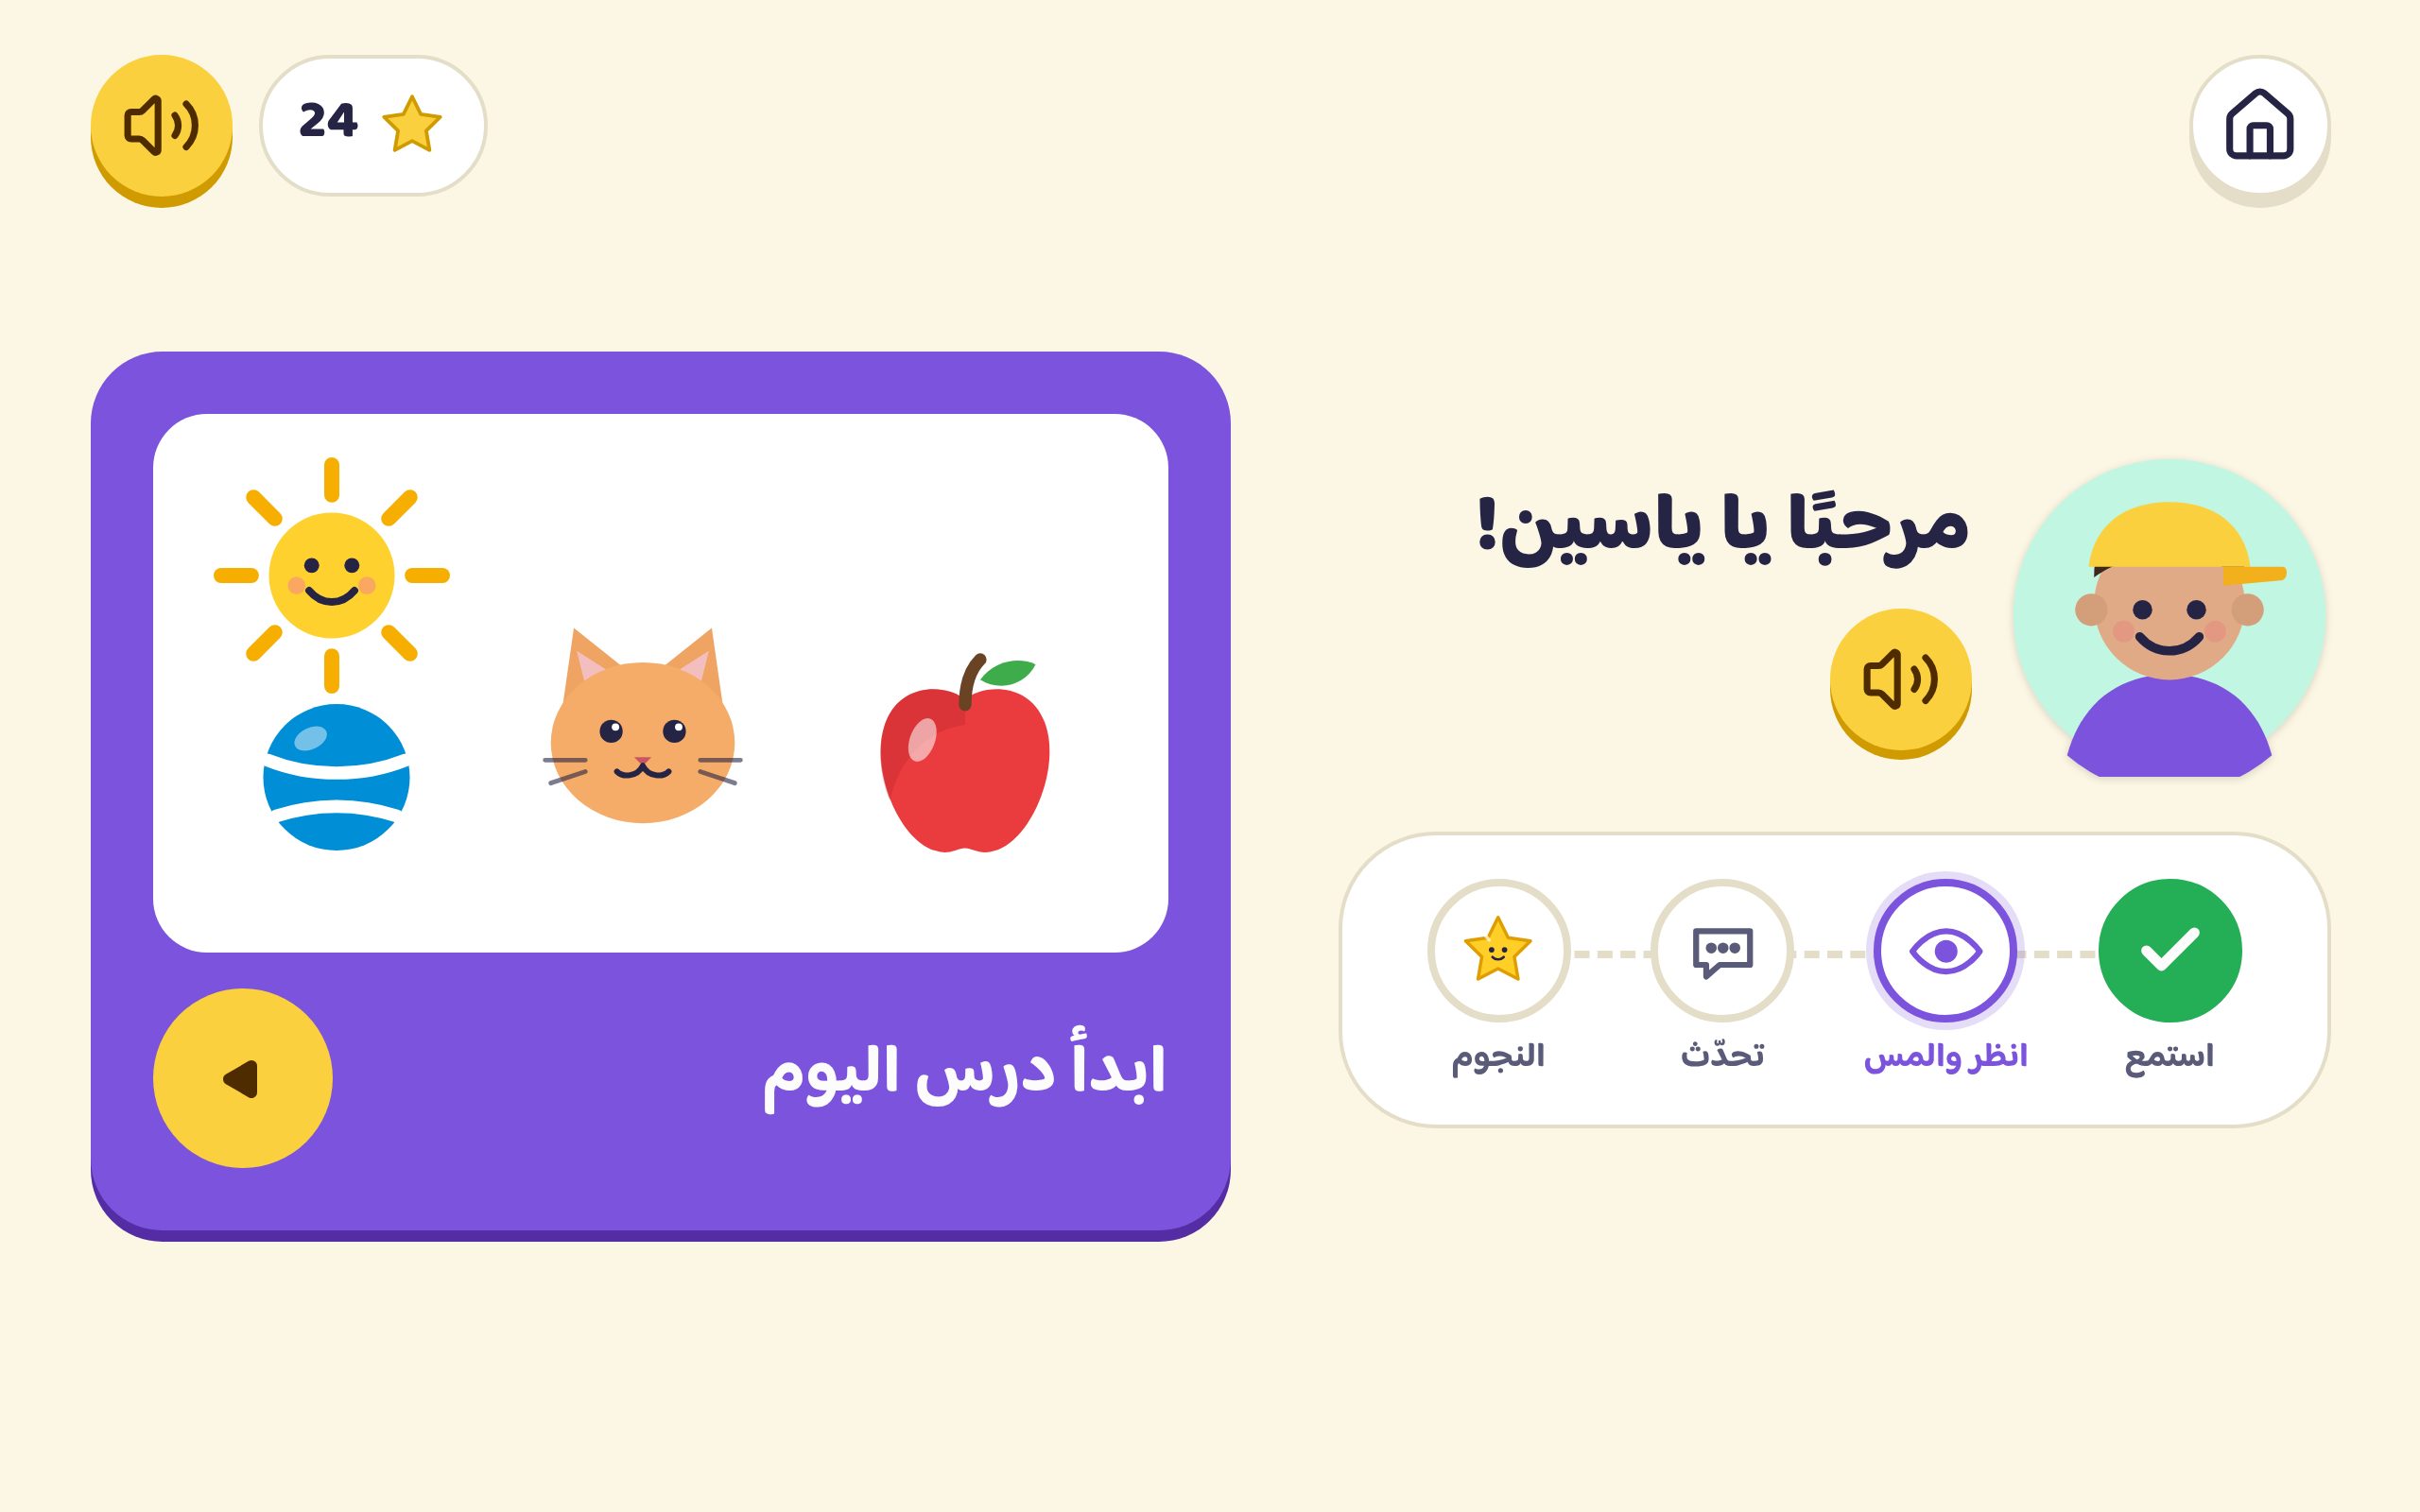 24
مرحبًا يا ياسين!
استمع
انظر والمس
تحدّث
النجوم
ابدأ درس اليوم